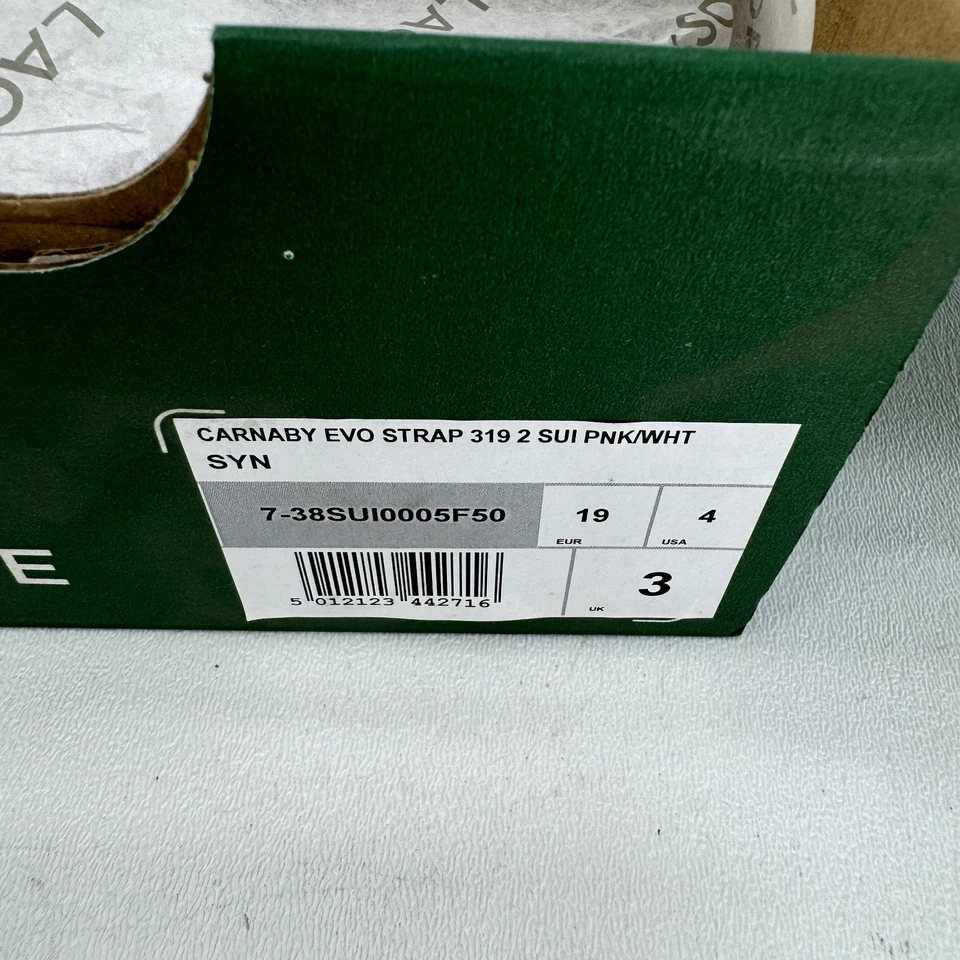 LAC
CARNABY EVO STRAP 319 2 SUI PNK/WHT
SYN
7-38SUI0005F50
19
EUR
4
USA
E
5 012123 442716
3
UK